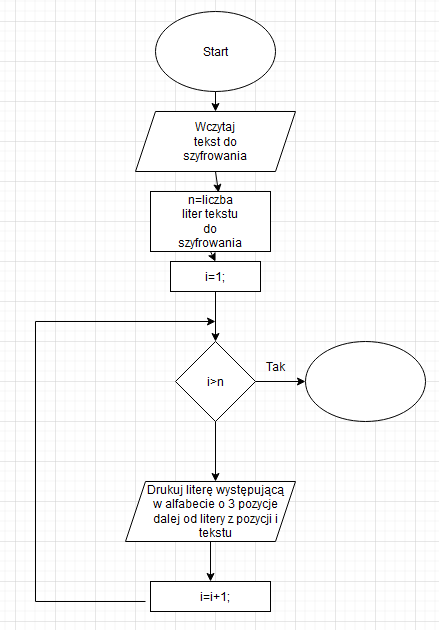 Start
Wczytaj
tekst do
szyfrowania
n=liczba
liter tekstu
do
szyfrowania
i=1;
Tak
i>n
Drukuj literę występującą
w alfabecie o 3 pozycje
dalej od litery z pozycji i
tekstu
i=i+1;